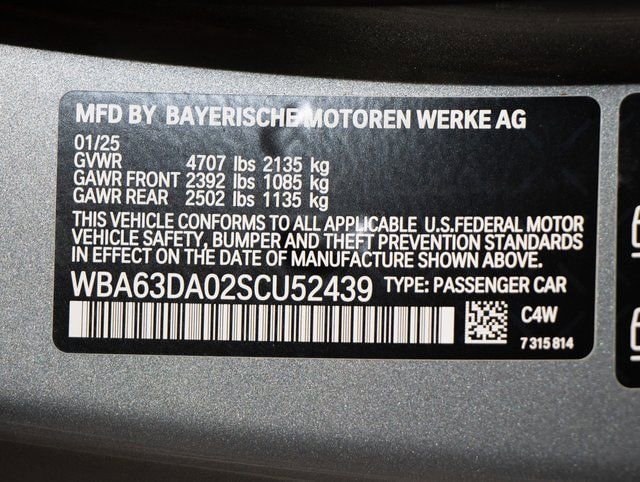 MFD BY BAYERISCHE MOTOREN WERKE AG
01/25
GVWR 4707 lbs 2135 kg
GAWR FRONT 2392 lbs 1085 kg
GAWR REAR 2502 lbs 1135 kg
THIS VEHICLE CONFORMS TO ALL APPLICABLE U.S.FEDERAL MOTOR
VEHICLE SAFETY, BUMPER AND THEFT PREVENTION STANDARDS
IN EFFECT ON THE DATE OF MANUFACTURE SHOWN ABOVE.
WBA63DA02SCU52439 TYPE: PASSENGER CAR
C4W
7 315 814